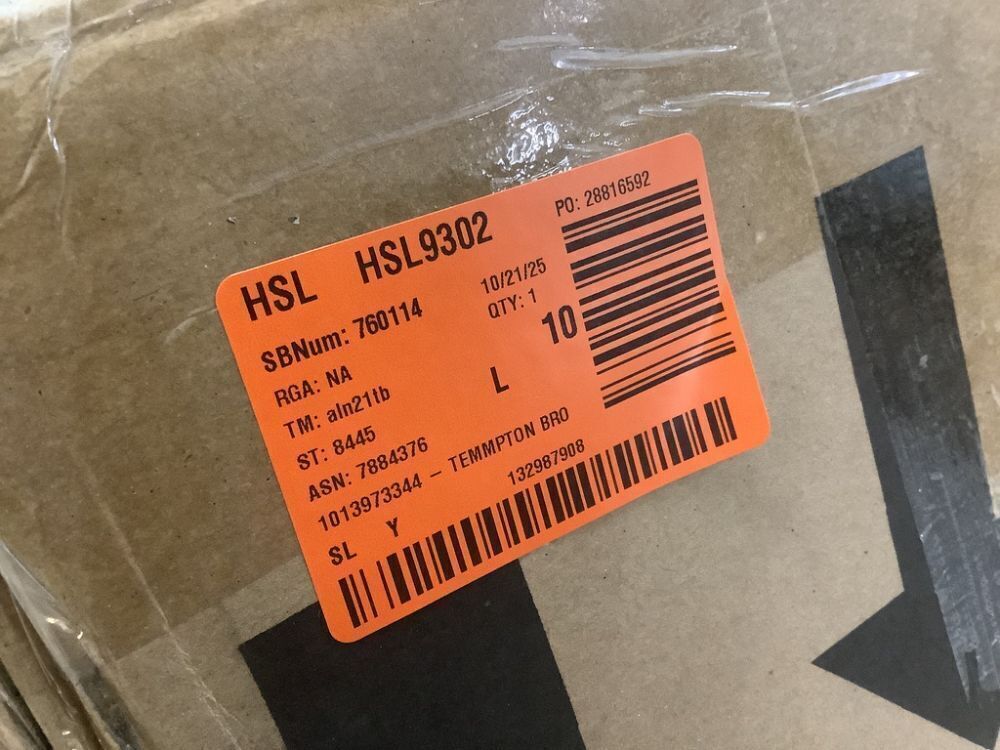 HSL HSL9302
PO: 28816592
SBNum: 760114
10/21/25
RGA: NA
QTY: 1
10
TM: aln21tb
L
ST: 8445
ASN: 7884376
1013973344 - TEMMPTON BRO
SL Y
132987908